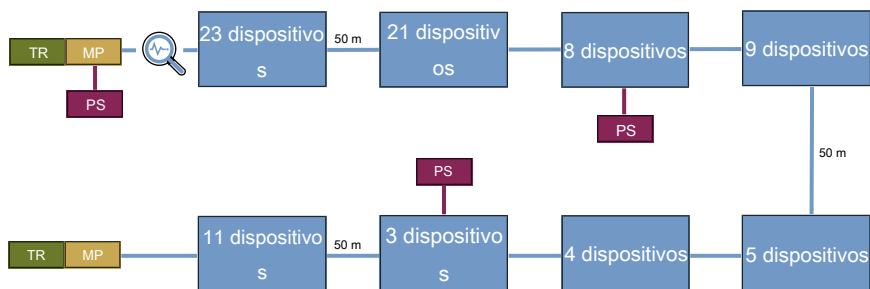 23 dispositivo
s
50 m
21 dispositiv
os
8 dispositivos
9 dispositivos
TR
MP
PS
PS
50 m
PS
11 dispositivo
s
50 m
3 dispositivo
s
4 dispositivos
5 dispositivos
TR
MP